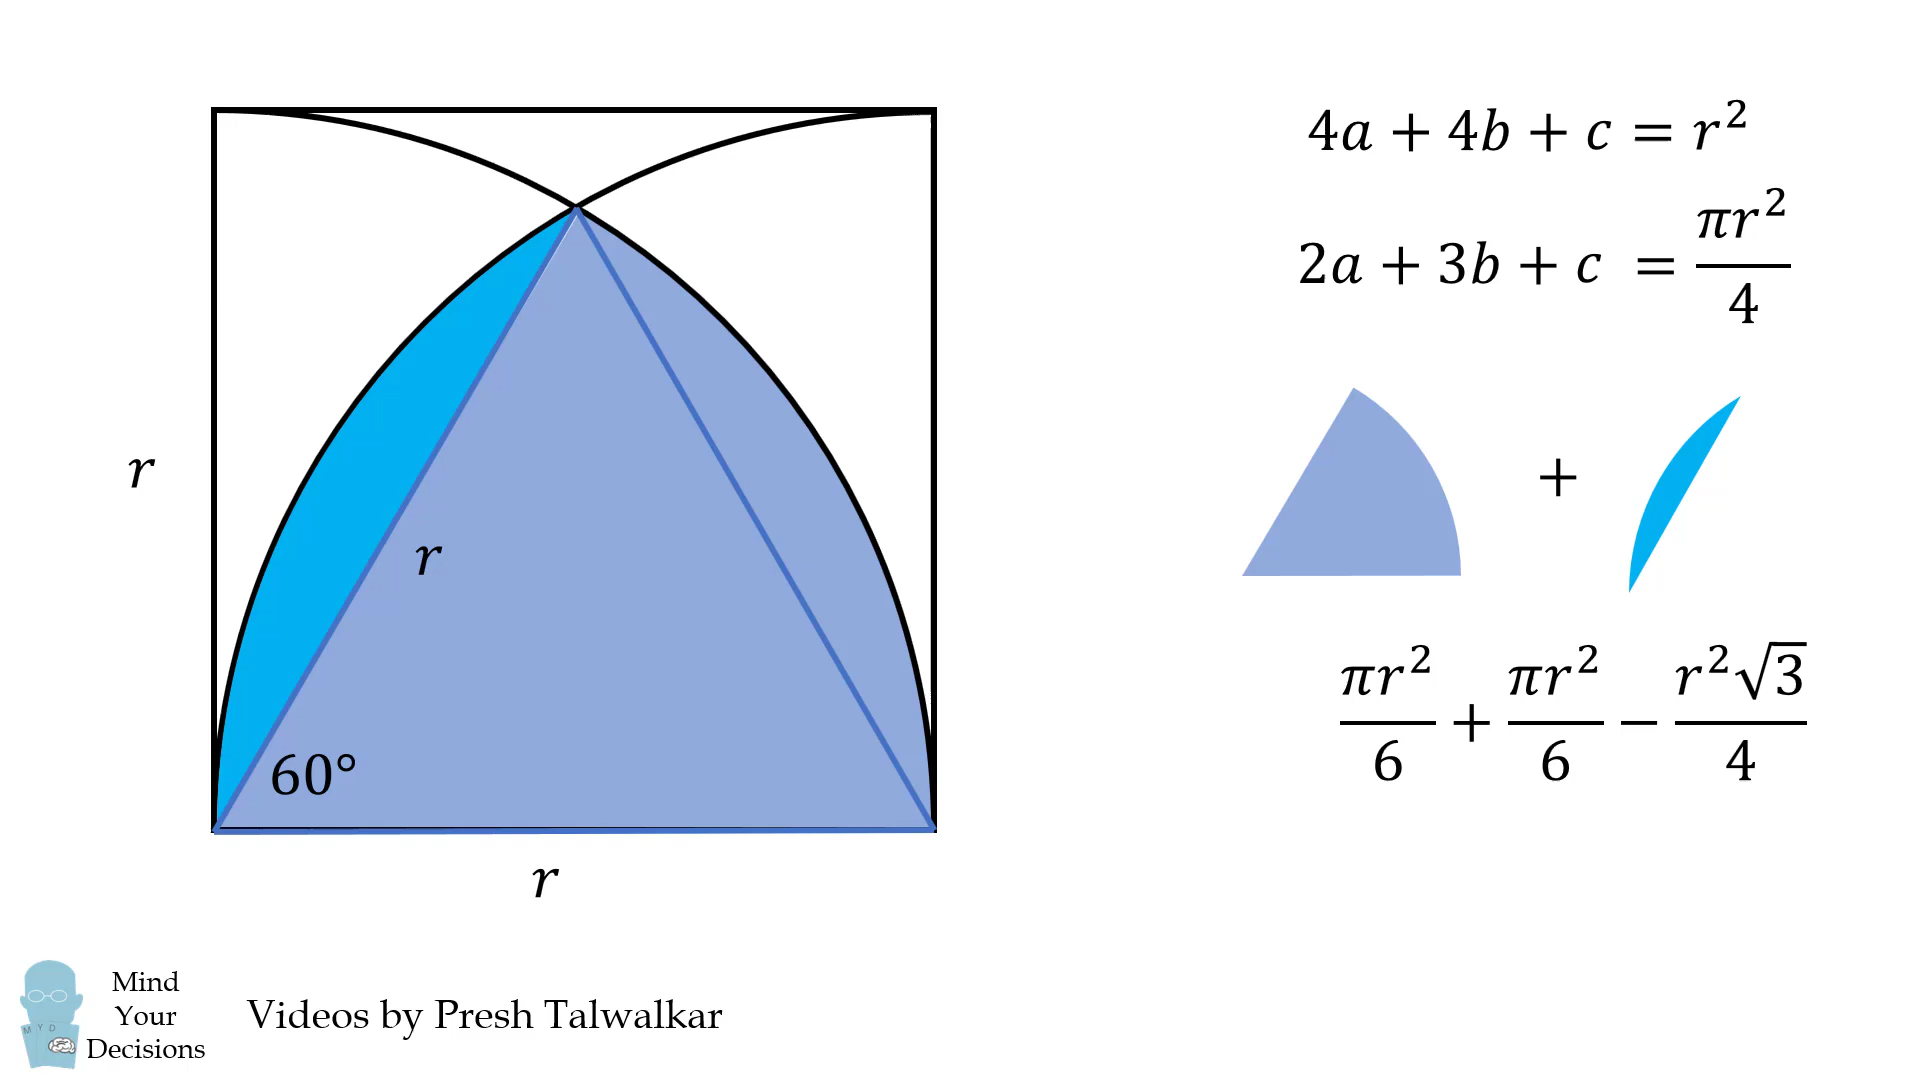 4a + 4b + c = r²
2a + 3b + c = πr²/4
+
r
r
60°
r
πr²/6 + πr²/6 − r²√3/4
Mind
Your
Decisions
M Y D
Videos by Presh Talwalkar